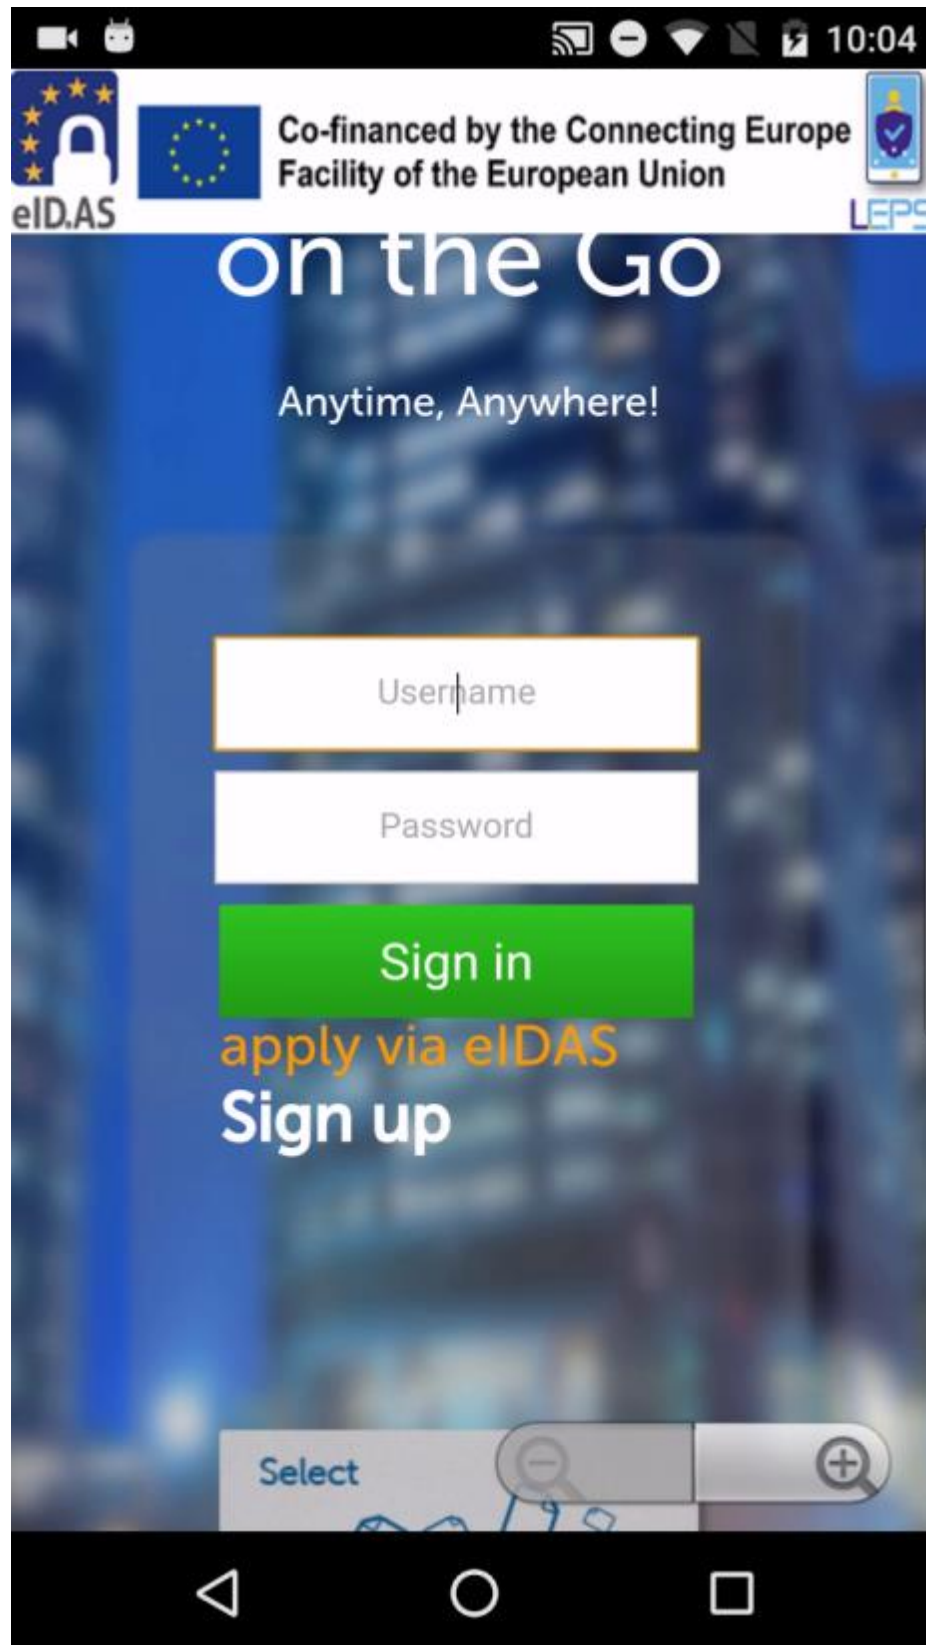 10:04
eID.AS
Co-financed by the Connecting Europe
Facility of the European Union
LEPS
on the Go
Anytime, Anywhere!
Username
Password
Sign in
apply via eIDAS
Sign up
Select